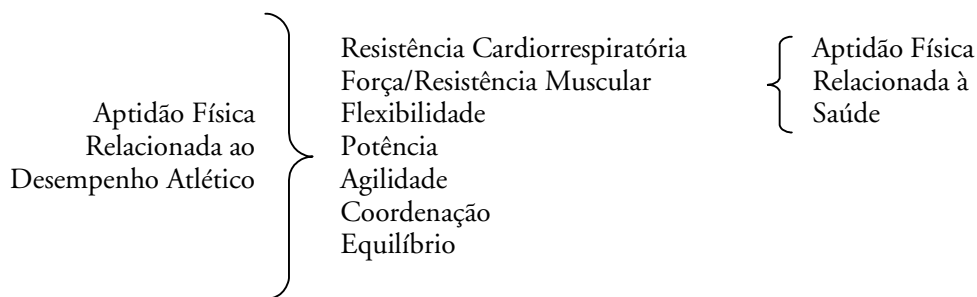 Aptidão Física
Relacionada ao
Desempenho Atlético
Resistência Cardiorrespiratória
Força/Resistência Muscular
Flexibilidade
Potência
Agilidade
Coordenação
Equilíbrio
Aptidão Física
Relacionada à
Saúde